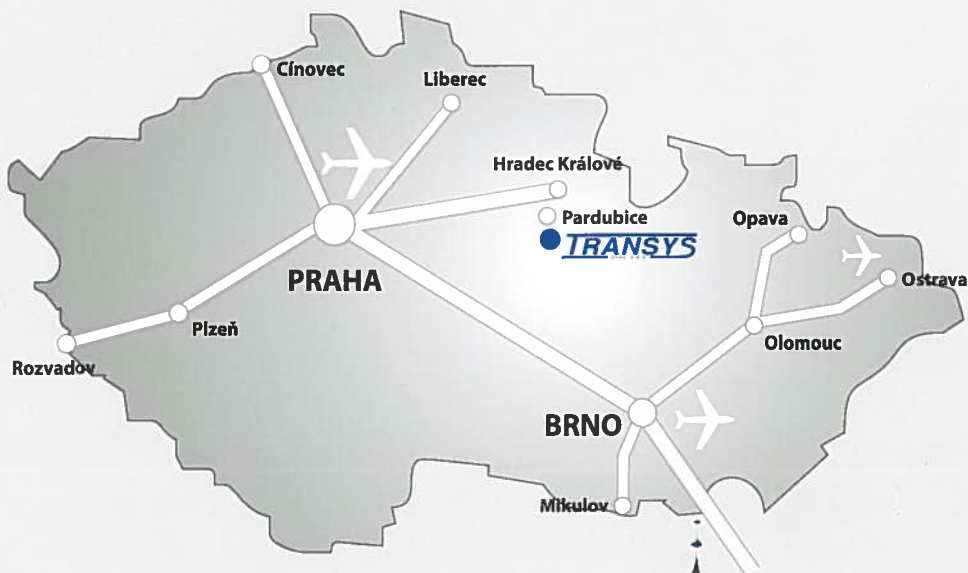 Cínovec
Liberec
Hradec Králové
Pardubice
TRANSYS
Opava
Ostrava
PRAHA
Plzeň
Olomouc
Rozvadov
BRNO
Mikulov